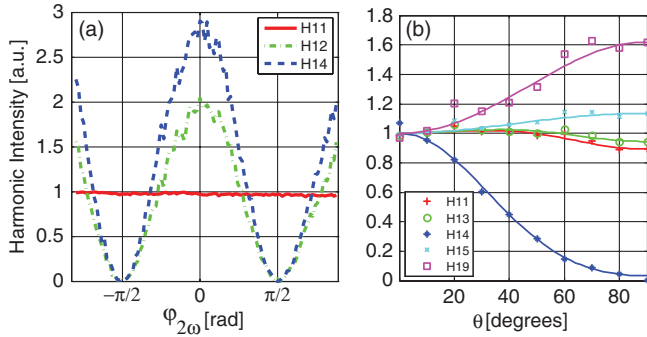 (a)
H11
H12
H14
Harmonic Intensity [a.u.]
3
2.5
2
1.5
1
0.5
0
−π/2
0
π/2
φ2ω [rad]
(b)
1.8
1.6
1.4
1.2
1
0.8
0.6
0.4
0.2
0
H11
H13
H14
H15
H19
20
40
60
80
θ [degrees]